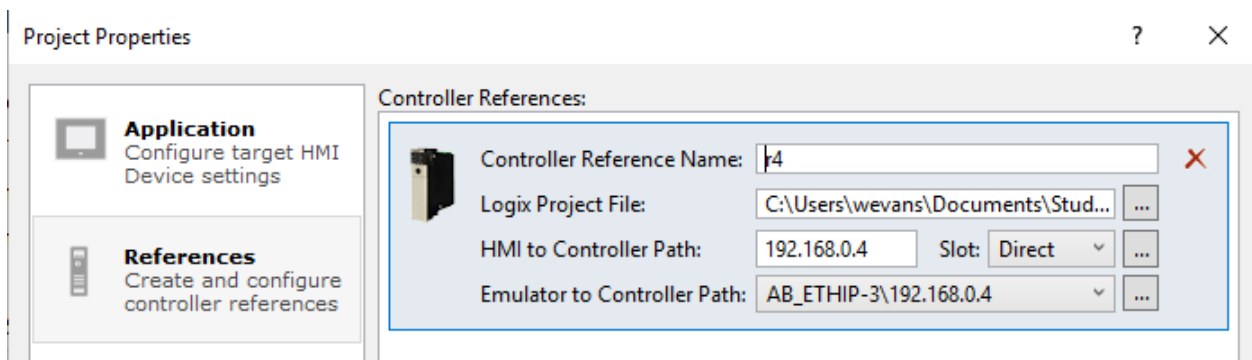 Project Properties ? ×
Application
Configure target HMI
Device settings
References
Create and configure
controller references
Controller References:
Controller Reference Name: r4
Logix Project File: C:\Users\wevans\Documents\Stud... ...
HMI to Controller Path: 192.168.0.4 Slot: Direct ...
Emulator to Controller Path: AB_ETHIP-3\192.168.0.4 ...